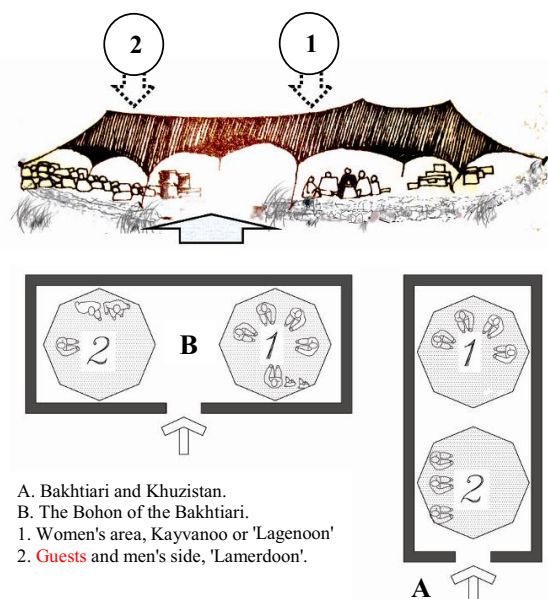 2
1
2
B
1
1
2
A. Bakhtiari and Khuzistan.
B. The Bohon of the Bakhtiari.
1. Women's area, Kayvanoo or 'Lagenoon'
2. Guests and men's side, 'Lamerdoon'.
A